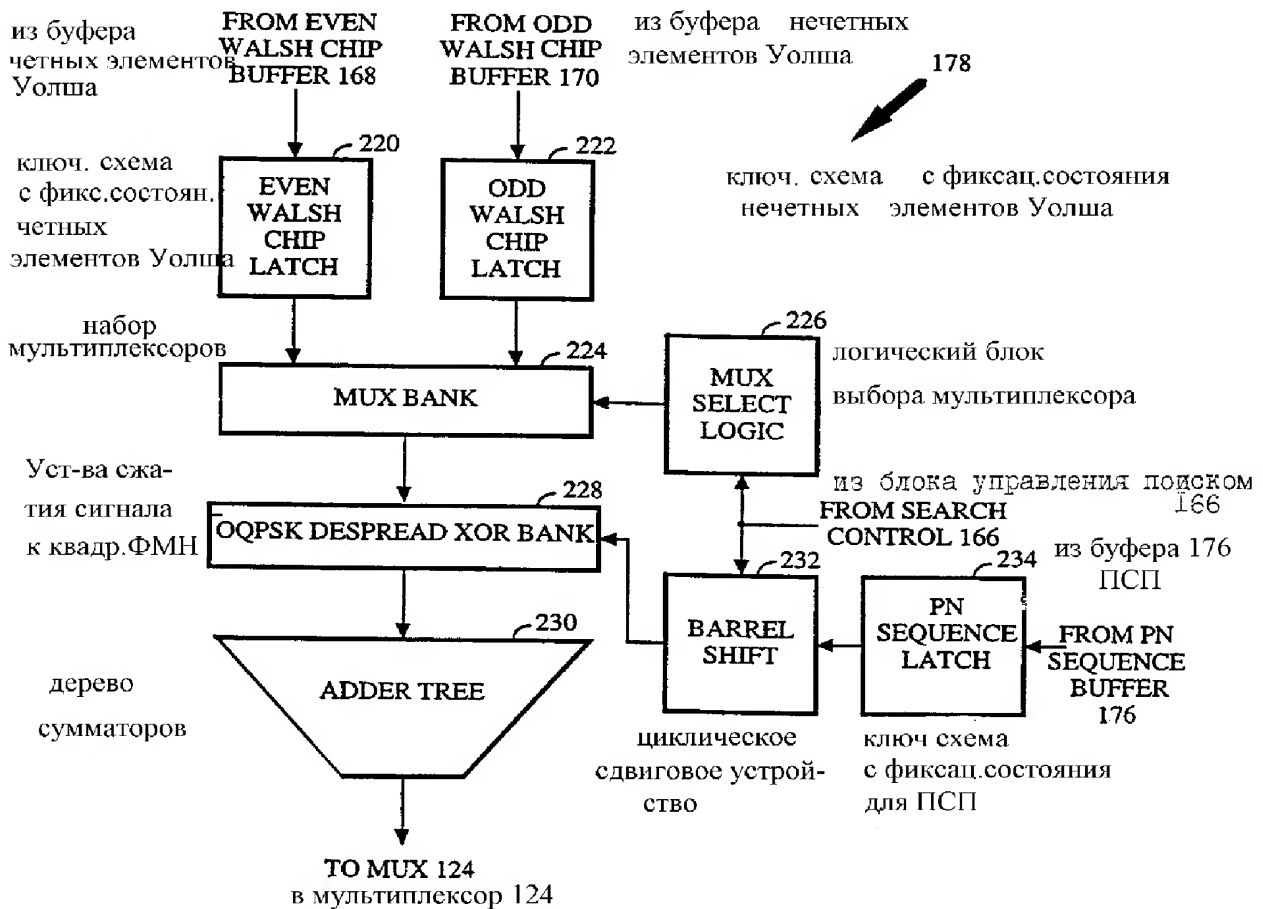 из буфера
четных элементов
Уолша
FROM EVEN
WALSH CHIP
BUFFER 168
FROM ODD
WALSH CHIP
BUFFER 170
из буфера нечетных
элементов Уолша
178
ключ. схема
с фикс.состоян.
четных
элементов Уолша
220
EVEN
WALSH
CHIP
LATCH
222
ODD
WALSH
CHIP
LATCH
ключ. схема с фиксац.состояния
нечетных элементов Уолша
набор
мультиплексоров
224
MUX BANK
226
MUX
SELECT
LOGIC
логический блок
выбора мультиплексора
Уст-ва сжа-
тия сигнала
к квадр.ФМН
228
OQPSK DESPREAD XOR BANK
из блока управления поиском
166
FROM SEARCH
CONTROL 166
из буфера 176
ПСП
232
BARREL
SHIFT
234
PN
SEQUENCE
LATCH
FROM PN
SEQUENCE
BUFFER
176
дерево
сумматоров
230
ADDER TREE
циклическое
сдвиговое устрой-
ство
ключ схема
с фиксац.состояния
для ПСП
TO MUX 124
в мультиплексор 124